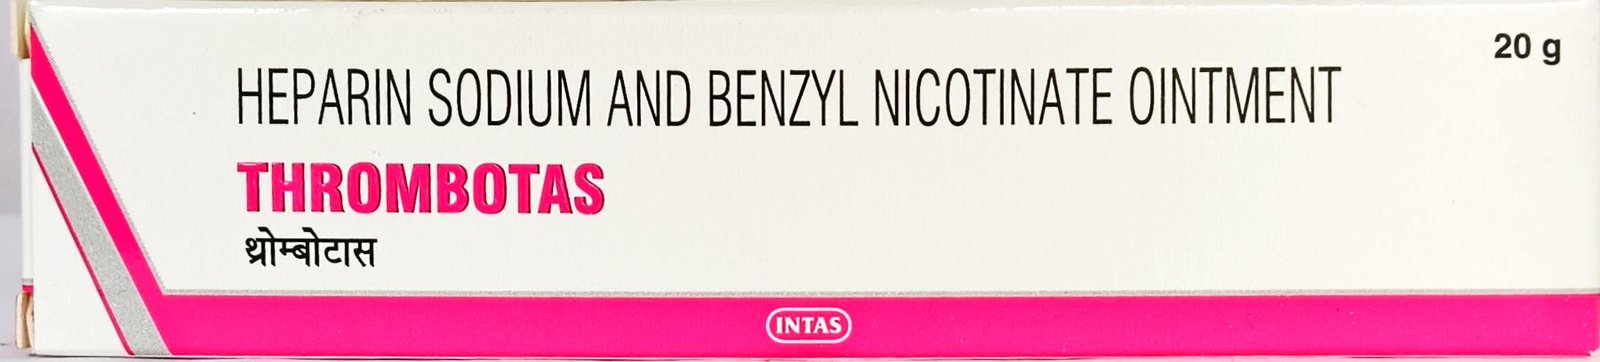 20 g
HEPARIN SODIUM AND BENZYL NICOTINATE OINTMENT
THROMBOTAS
थ्रोम्बोटास
INTAS